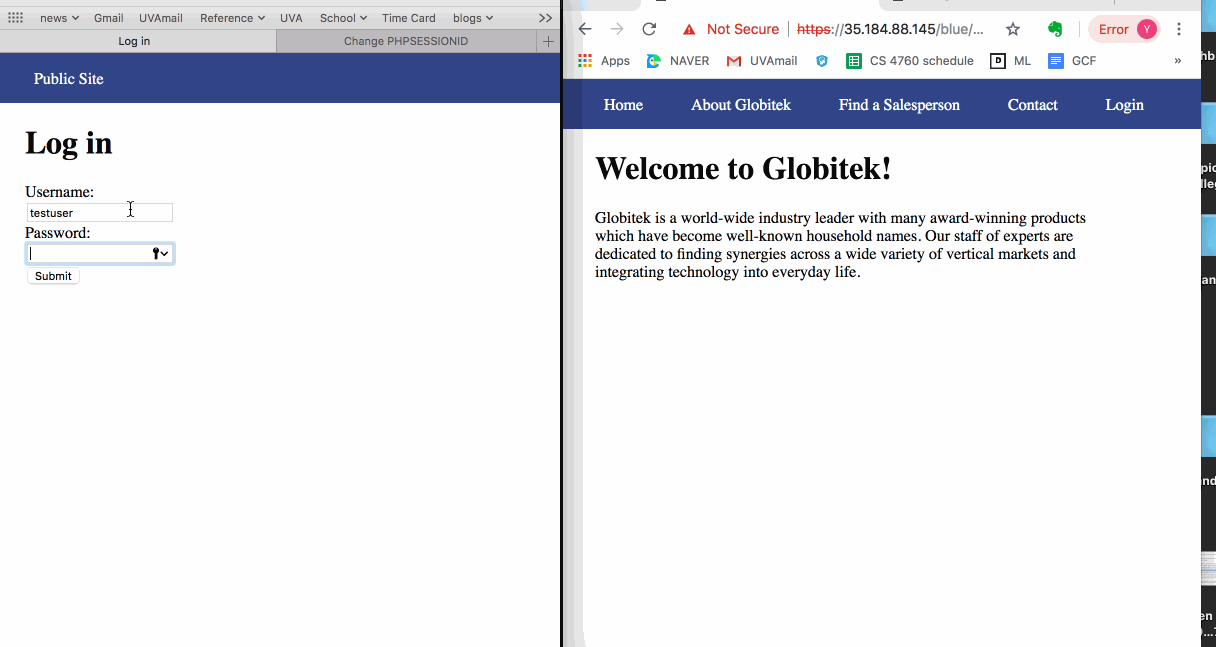 news Gmail UVAmail Reference UVA School Time Card blogs
Log in Change PHPSESSIONID
Public Site
Log in
Username:
testuser
Password:
Submit
Not Secure https://35.184.88.145/blue/... Error Y
Apps NAVER UVAmail CS 4760 schedule D ML GCF
Home About Globitek Find a Salesperson Contact Login
Welcome to Globitek!
Globitek is a world-wide industry leader with many award-winning products
which have become well-known household names. Our staff of experts are
dedicated to finding synergies across a wide variety of vertical markets and
integrating technology into everyday life.